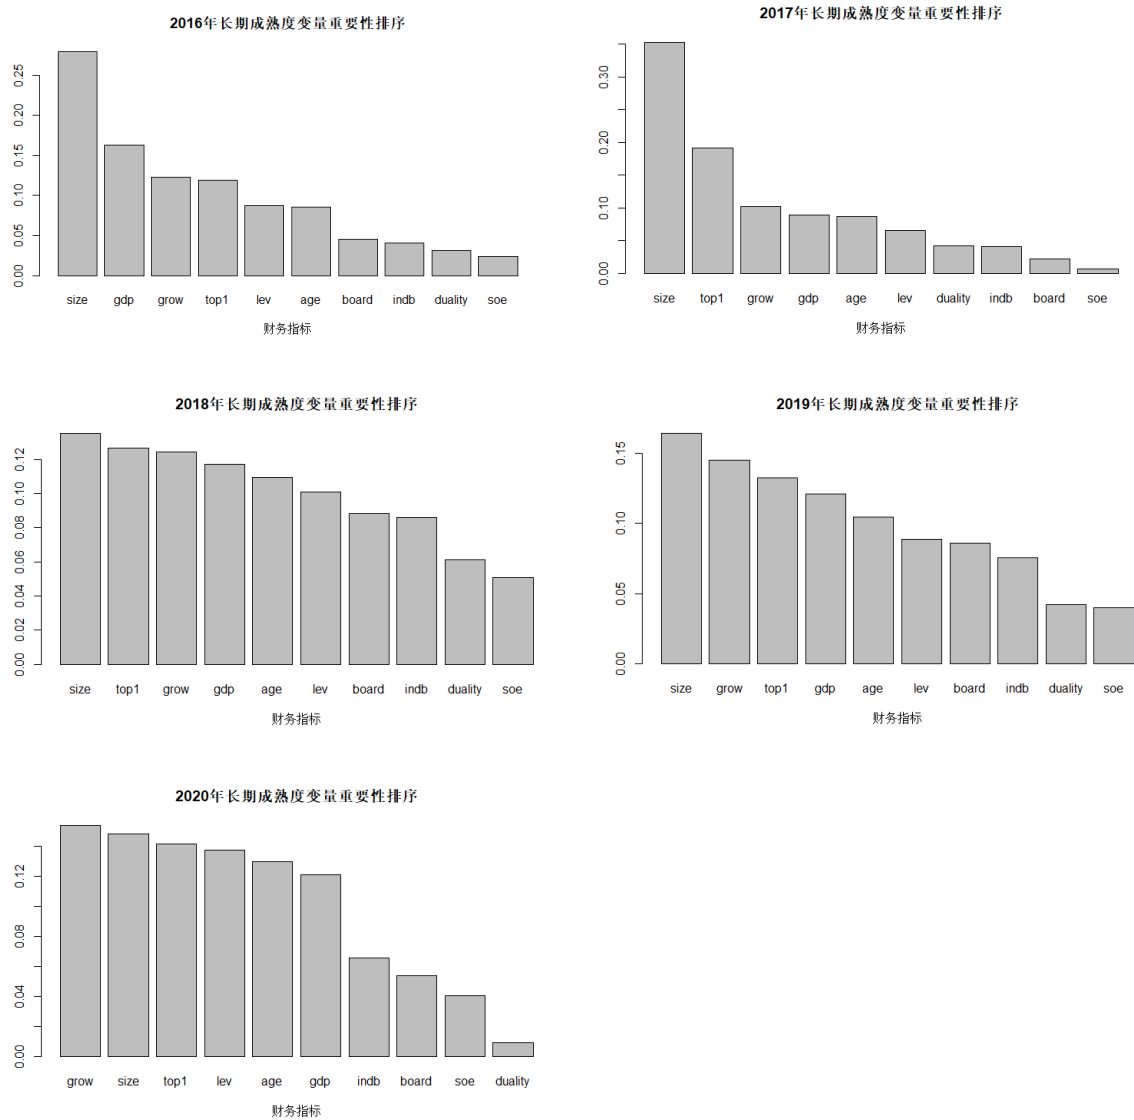 2016年长期成熟度变量重要性排序
0.25
0.20
0.15
0.10
0.05
0.00
size gdp grow top1 lev age board indb duality soe
财务指标
2017年长期成熟度变量重要性排序
0.30
0.20
0.10
0.00
size top1 grow gdp age lev duality indb board soe
财务指标
2018年长期成熟度变量重要性排序
0.12
0.10
0.08
0.06
0.04
0.02
0.00
size top1 grow gdp age lev board indb duality soe
财务指标
2019年长期成熟度变量重要性排序
0.15
0.10
0.05
0.00
size grow top1 gdp age lev board indb duality soe
财务指标
2020年长期成熟度变量重要性排序
0.12
0.08
0.04
0.00
grow size top1 lev age gdp indb board soe duality
财务指标